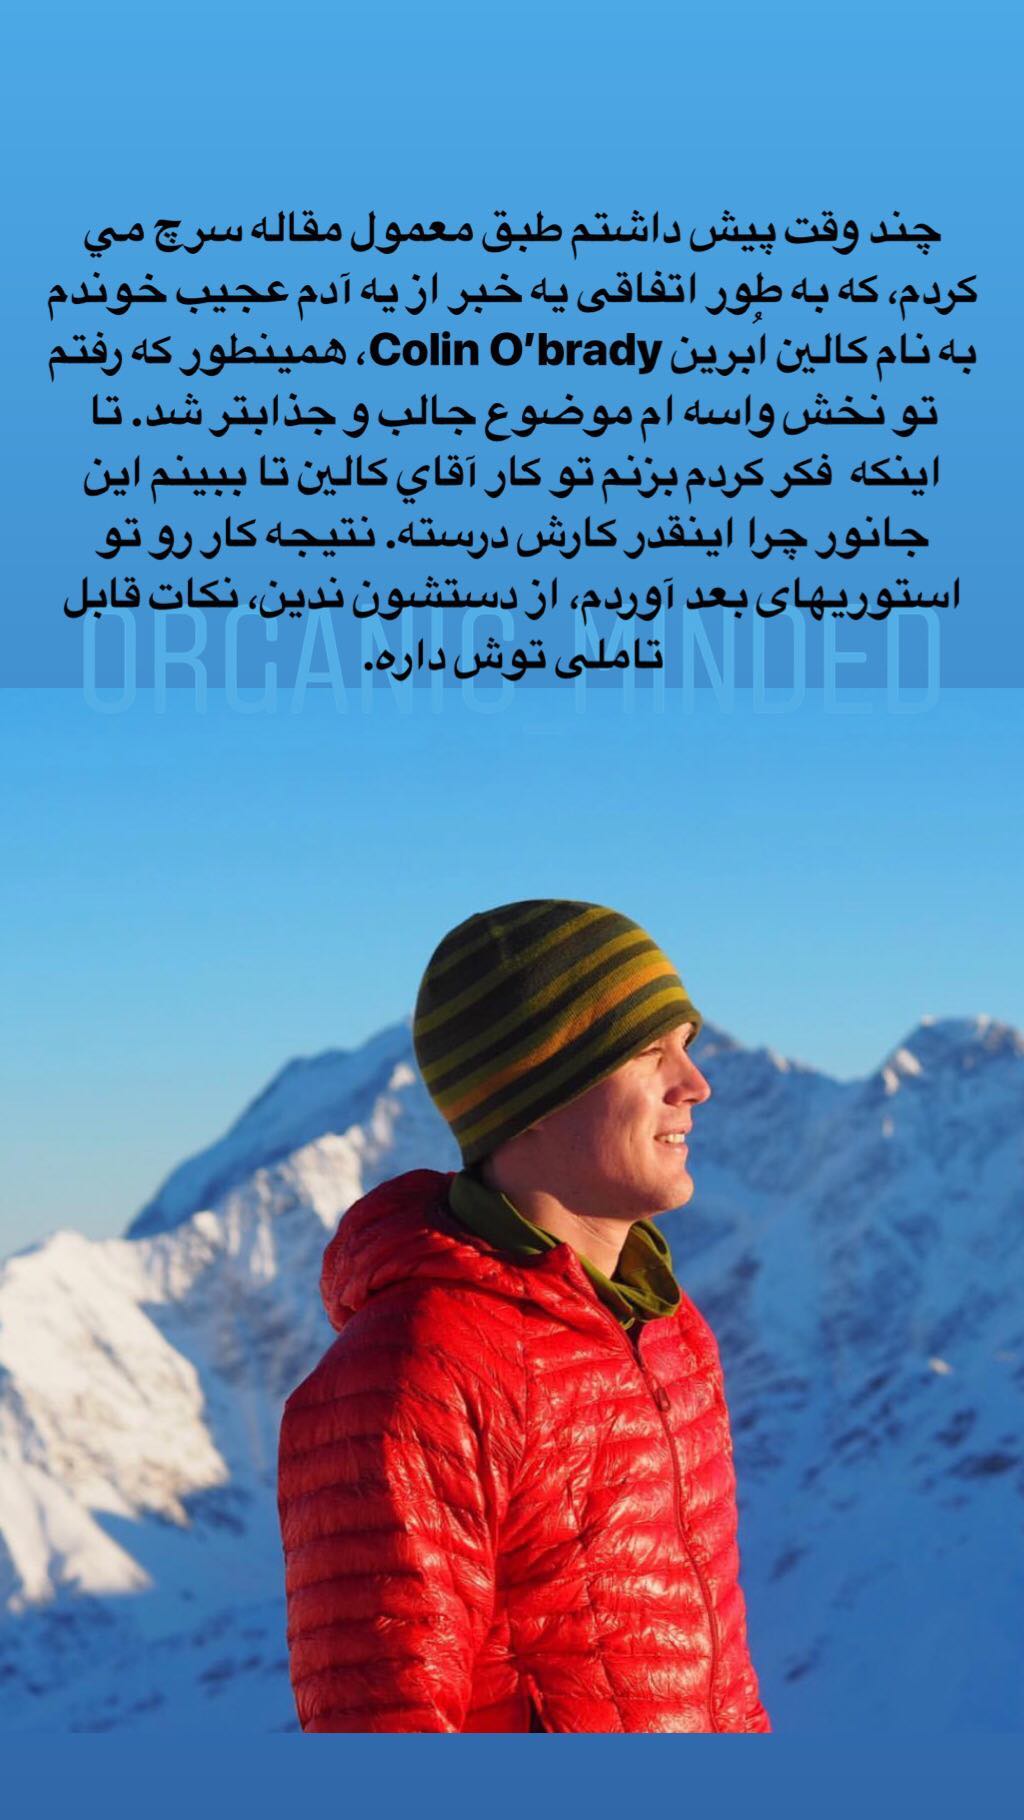 چند وقت پیش داشتم طبق معمول مقاله سرچ مي
کردم، که به طور اتفاقی یه خبر از یه آدم عجیب خوندم
به نام کالین اُبرین Colin O’brady، همینطور که رفتم
تو نخش واسه ام موضوع جالب و جذابتر شد. تا
اینکه فکر کردم بزنم تو کار آقاي کالین تا ببینم این
جانور چرا اینقدر کارش درسته. نتیجه کار رو تو
استوریهای بعد آوردم، از دستشون ندین، نکات قابل
تاملی توش داره.
ORGANIC_MINDED